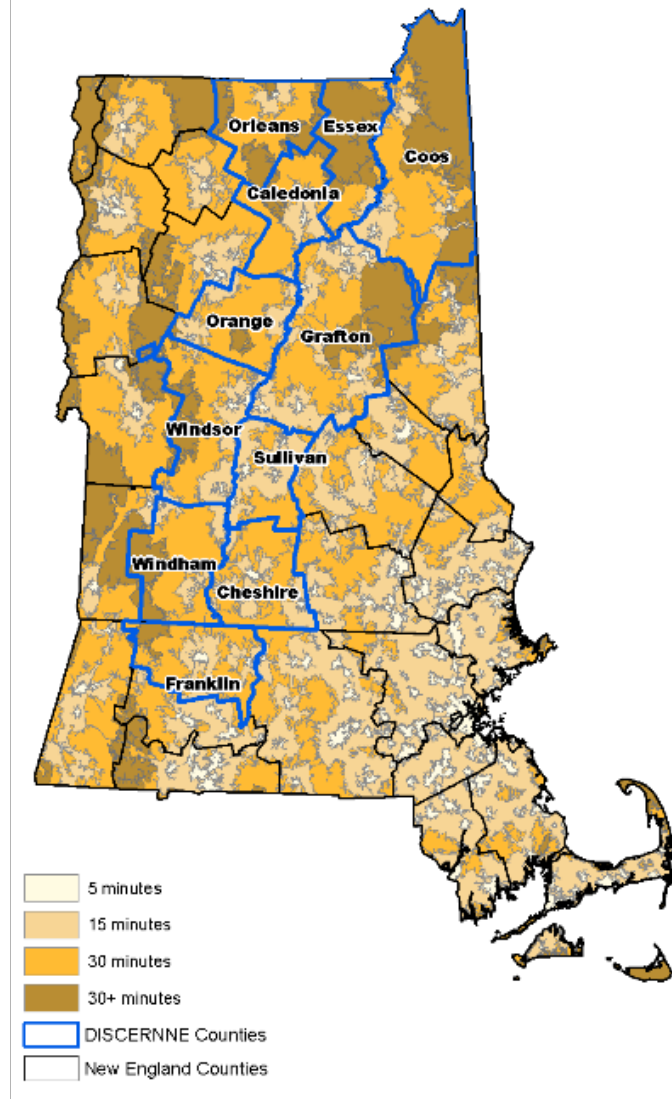 Orleans
Essex
Coos
Caledonia
Orange
Grafton
Windsor
Sullivan
Windham
Cheshire
Franklin
5 minutes
15 minutes
30 minutes
30+ minutes
DISCERNNE Counties
New England Counties